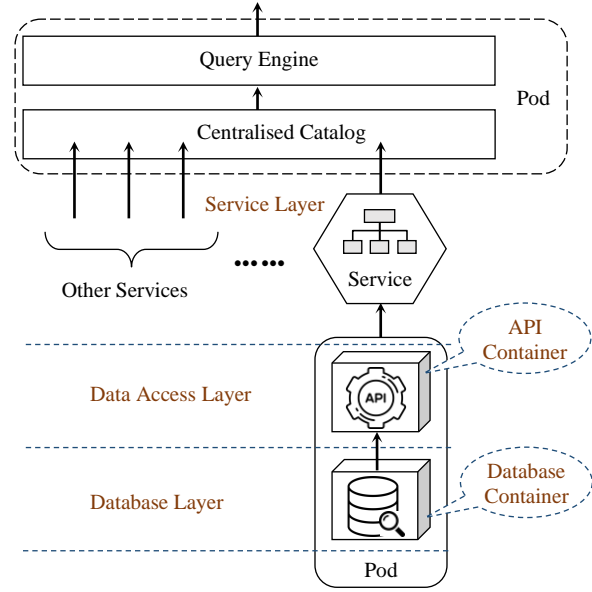 Query Engine
Pod
Centralised Catalog
Service Layer
Service
Other Services
API
Container
Data Access Layer
API
Database
Container
Database Layer
Pod